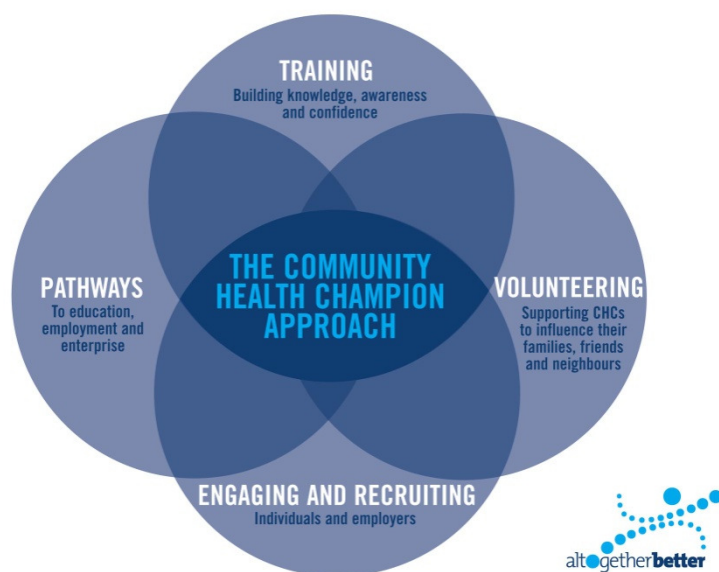 TRAINING
Building knowledge, awareness
and confidence
PATHWAYS
To education,
employment and
enterprise
THE COMMUNITY
HEALTH CHAMPION
APPROACH
VOLUNTEERING
Supporting CHCs
to influence their
families, friends
and neighbours
ENGAGING AND RECRUITING
Individuals and employers
altogetherbetter